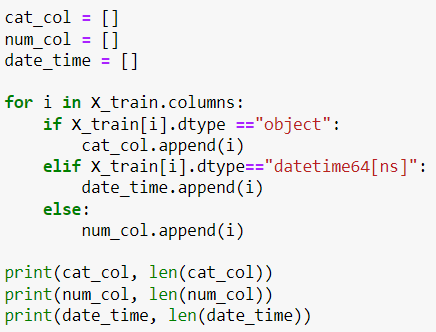 cat_col = []
num_col = []
date_time = []

for i in X_train.columns:
    if X_train[i].dtype =="object":
        cat_col.append(i)
    elif X_train[i].dtype=="datetime64[ns]":
        date_time.append(i)
    else:
        num_col.append(i)

print(cat_col, len(cat_col))
print(num_col, len(num_col))
print(date_time, len(date_time))